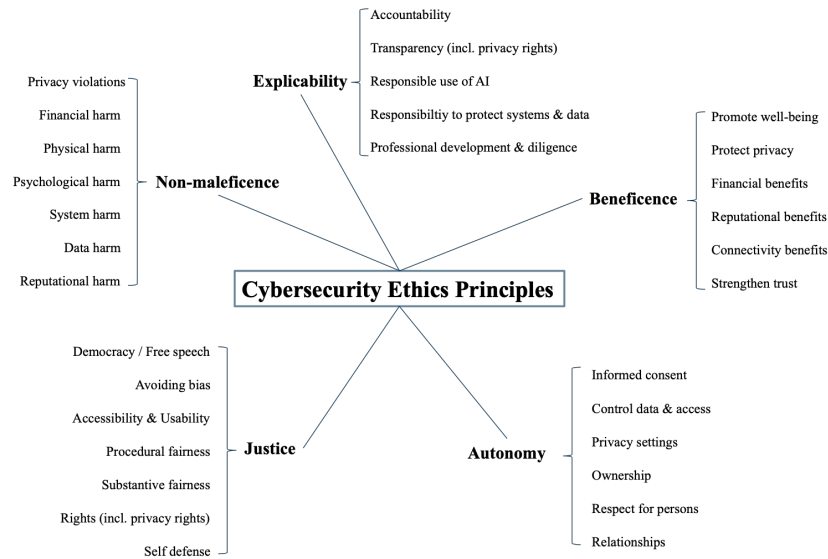 Accountability
Transparency (incl. privacy rights)
Explicability
Responsible use of AI
Responsibiltiy to protect systems & data
Professional development & diligence
Privacy violations
Financial harm
Physical harm
Psychological harm
Non-maleficence
System harm
Data harm
Reputational harm
Promote well-being
Protect privacy
Financial benefits
Beneficence
Reputational benefits
Connectivity benefits
Strengthen trust
Cybersecurity Ethics Principles
Democracy / Free speech
Avoiding bias
Accessibility & Usability
Procedural fairness
Justice
Substantive fairness
Rights (incl. privacy rights)
Self defense
Informed consent
Control data & access
Privacy settings
Autonomy
Ownership
Respect for persons
Relationships